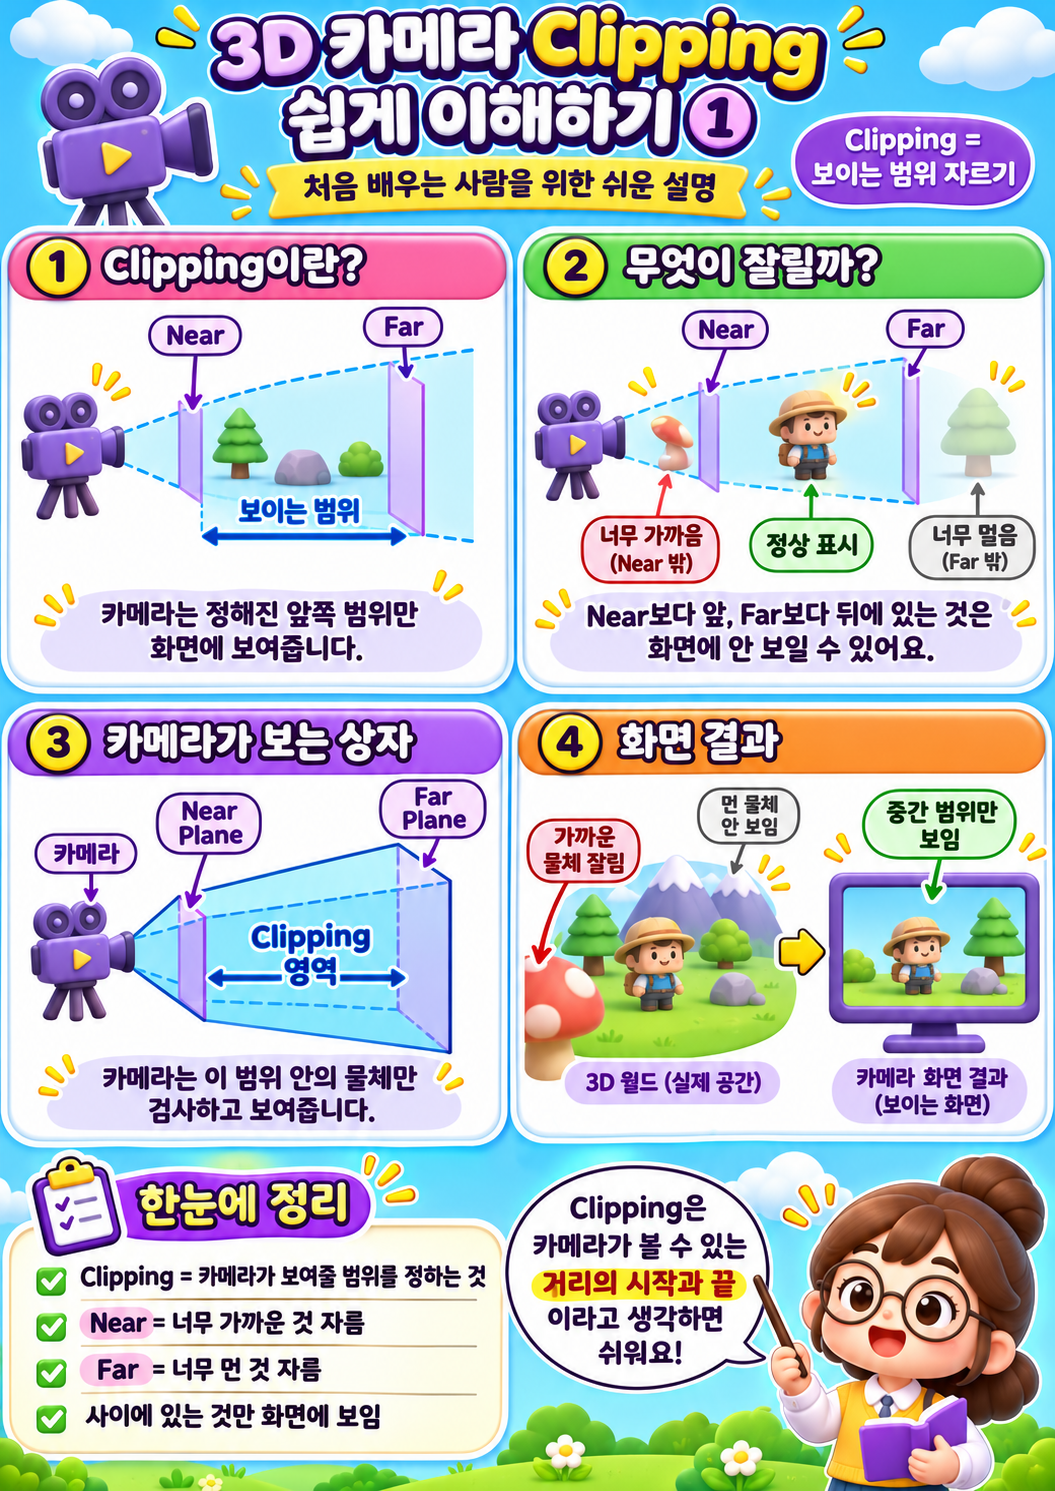 3D 카메라 Clipping
쉽게 이해하기 1
처음 배우는 사람을 위한 쉬운 설명
Clipping =
보이는 범위 자르기
1 Clipping이란?
Near
Far
보이는 범위
카메라는 정해진 앞쪽 범위만
화면에 보여줍니다.
2 무엇이 잘릴까?
Near
Far
너무 가까음
(Near 밖)
정상 표시
너무 멀음
(Far 밖)
Near보다 앞, Far보다 뒤에 있는 것은
화면에 안 보일 수 있어요.
3 카메라가 보는 상자
카메라
Near
Plane
Far
Plane
Clipping
영역
카메라는 이 범위 안의 물체만
검사하고 보여줍니다.
4 화면 결과
가까운
물체 잘림
먼 물체
안 보임
중간 범위만
보임
3D 월드 (실제 공간)
카메라 화면 결과
(보이는 화면)
한눈에 정리
Clipping = 카메라가 보여줄 범위를 정하는 것
Near = 너무 가까운 것 자름
Far = 너무 먼 것 자름
사이에 있는 것만 화면에 보임
Clipping은
카메라가 볼 수 있는
거리의 시작과 끝
이라고 생각하면
쉬워요!